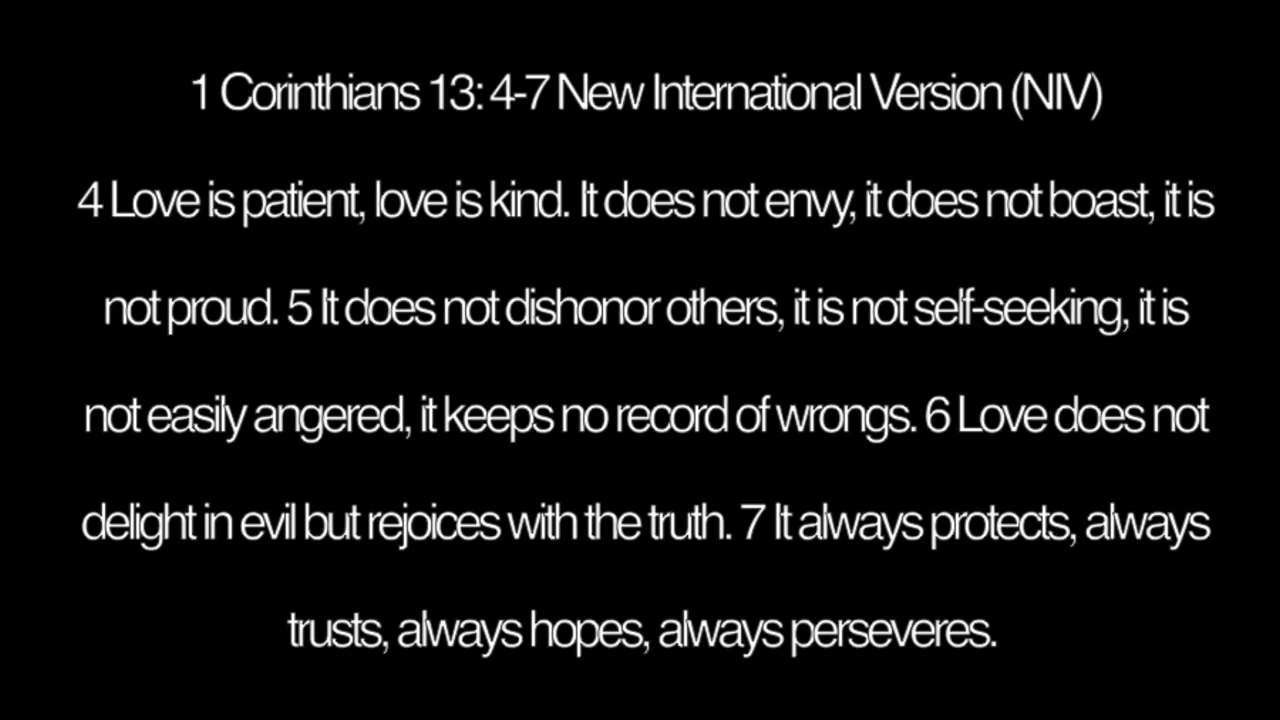 1 Corinthians 13: 4-7 New International Version (NIV)
4 Love is patient, love is kind. It does not envy, it does not boast, it is
not proud. 5 It does not dishonor others, it is not self-seeking, it is
not easily angered, it keeps no record of wrongs. 6 Love does not
delight in evil but rejoices with the truth. 7 It always protects, always
trusts, always hopes, always perseveres.